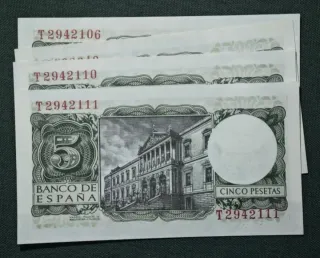 T2942106
T2942110
T2942111
5
BANCO DE
ESPAÑA
CINCO PESETAS
T2942111